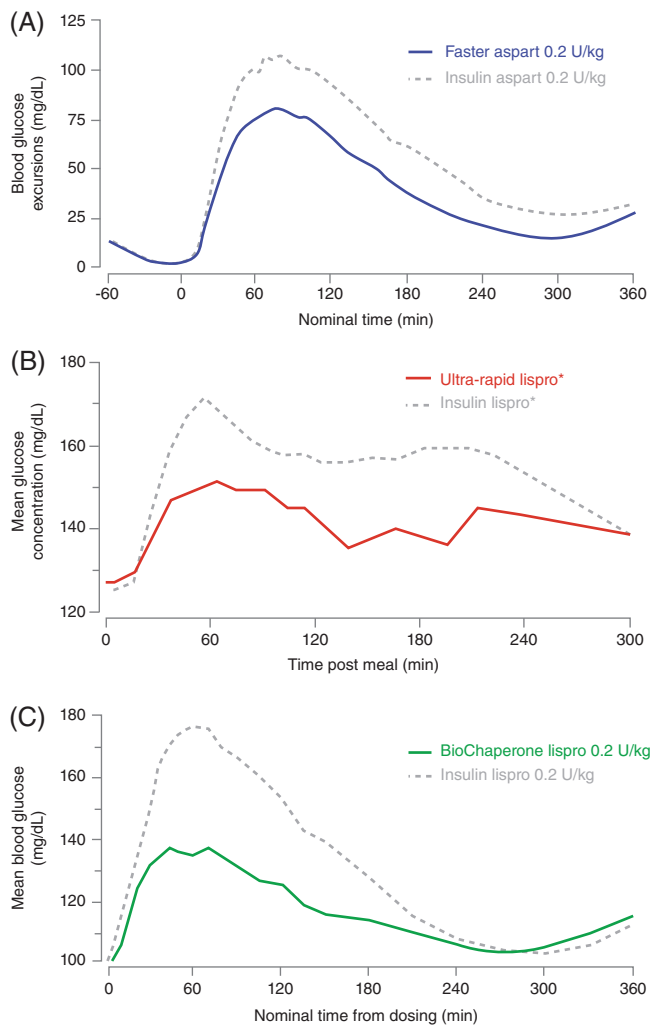 (A)
125
100
75
50
25
0
Blood glucose
excursions (mg/dL)
Faster aspart 0.2 U/kg
Insulin aspart 0.2 U/kg
-60 0 60 120 180 240 300 360
Nominal time (min)
(B)
180
160
140
120
Mean glucose
concentration (mg/dL)
Ultra-rapid lispro*
Insulin lispro*
0 60 120 180 240 300
Time post meal (min)
(C)
180
160
140
120
100
Mean blood glucose
(mg/dL)
BioChaperone lispro 0.2 U/kg
Insulin lispro 0.2 U/kg
0 60 120 180 240 300 360
Nominal time from dosing (min)